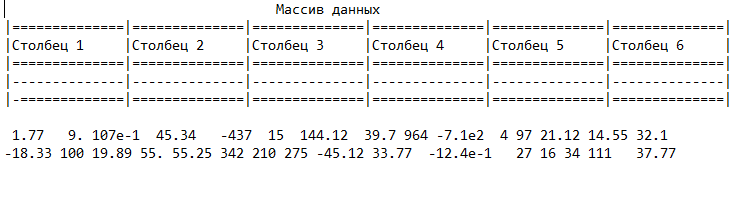 Массив данных
|==============|==============|==============|==============|==============|==============|
|Столбец 1     |Столбец 2     |Столбец 3     |Столбец 4     |Столбец 5     |Столбец 6     |
|==============|==============|==============|==============|==============|==============|
|--------------|--------------|--------------|--------------|--------------|--------------|
|-=============|==============|==============|==============|==============|==============|
1.77   9. 107e-1  45.34   -437  15  144.12  39.7 964 -7.1e2  4 97 21.12 14.55 32.1
-18.33 100 19.89 55. 55.25 342 210 275 -45.12 33.77  -12.4e-1   27 16 34 111   37.77